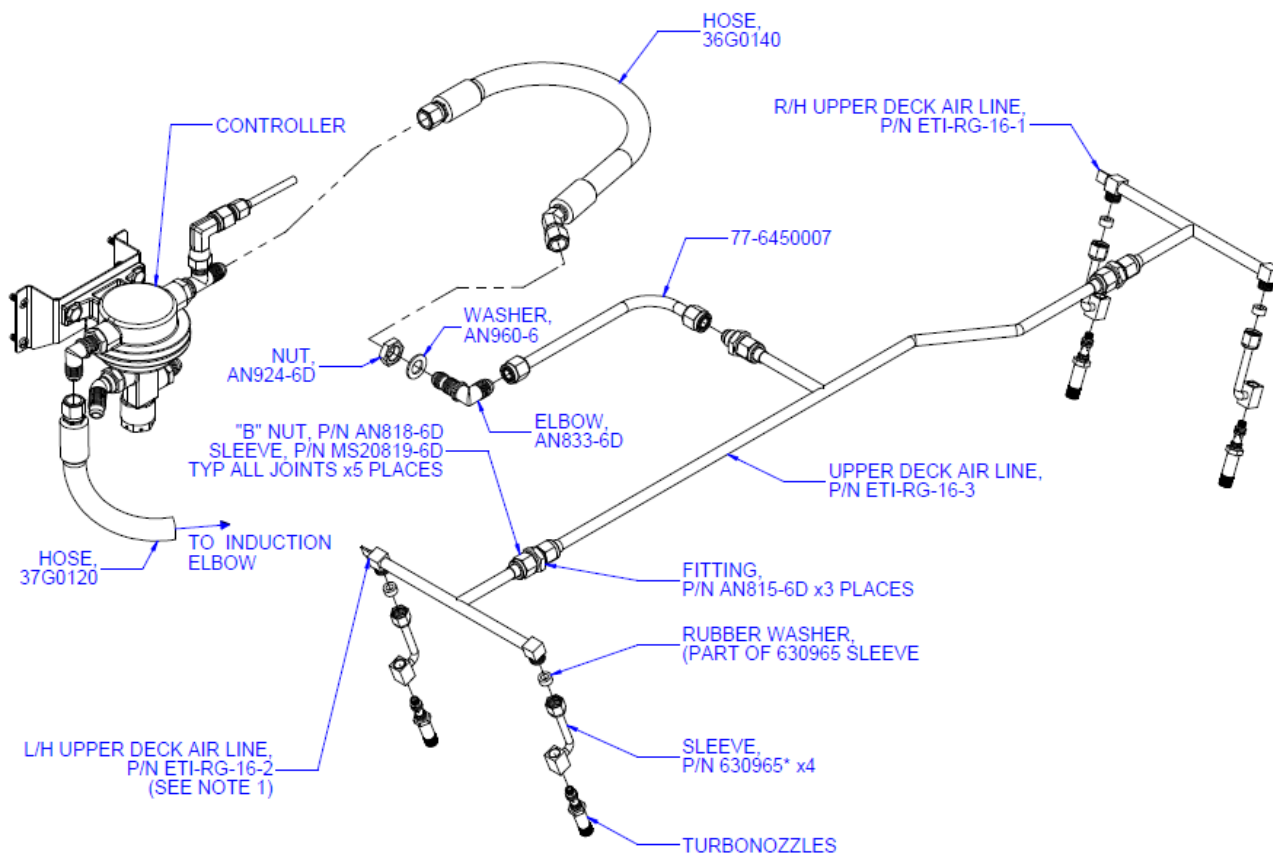 HOSE,
36G0140
CONTROLLER
R/H UPPER DECK AIR LINE,
P/N ETI-RG-16-1
77-6450007
WASHER,
AN960-6
NUT,
AN924-6D
ELBOW,
AN833-6D
"B" NUT, P/N AN818-6D
SLEEVE, P/N MS20819-6D
TYP ALL JOINTS x5 PLACES
UPPER DECK AIR LINE,
P/N ETI-RG-16-3
TO INDUCTION
ELBOW
HOSE,
37G0120
FITTING,
P/N AN815-6D x3 PLACES
RUBBER WASHER,
(PART OF 630965 SLEEVE
L/H UPPER DECK AIR LINE,
P/N ETI-RG-16-2
(SEE NOTE 1)
SLEEVE,
P/N 630965* x4
TURBONOZZLES